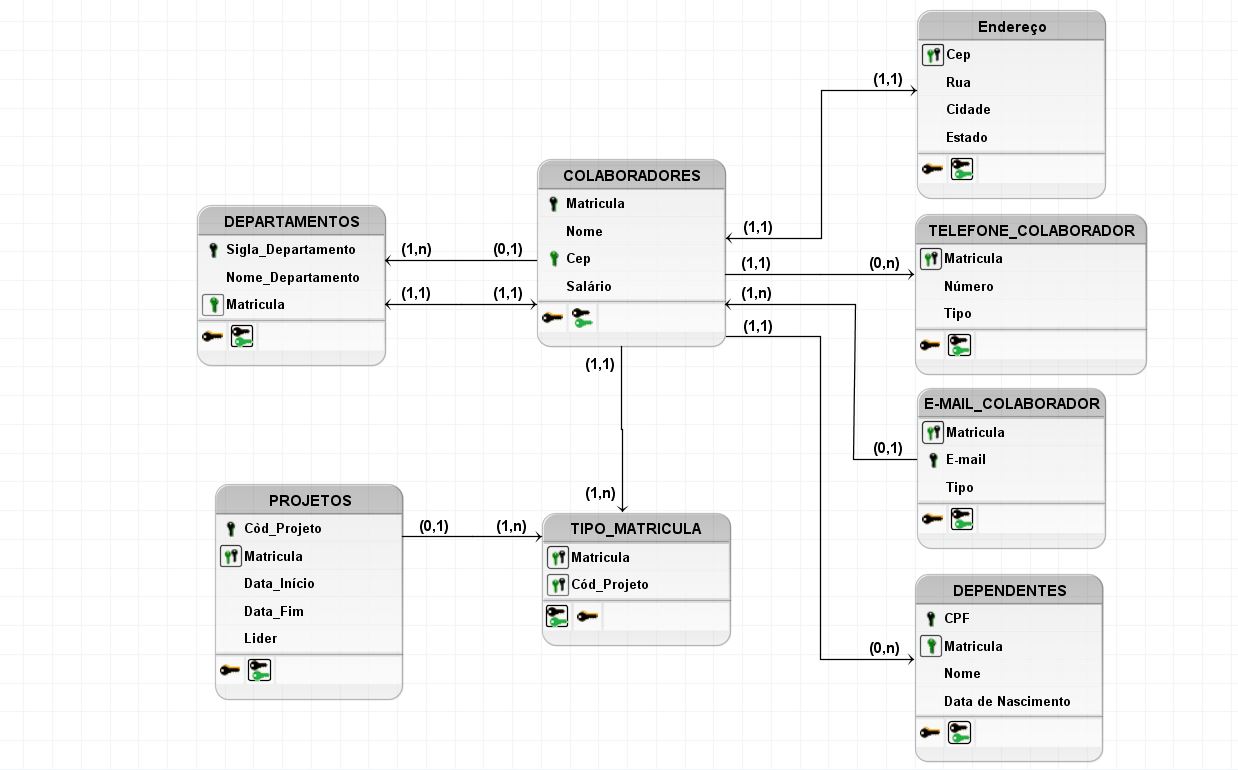 Endereço
Cep
Rua
Cidade
Estado
(1,1)
(1,1)
COLABORADORES
Matricula
Nome
Cep
Salário
DEPARTAMENTOS
Sigla_Departamento
Nome_Departamento
Matricula
(1,n)
(0,1)
(1,1)
(1,1)
TELEFONE_COLABORADOR
Matricula
Número
Tipo
(1,1)
(0,n)
(1,n)
(0,1)
E-MAIL_COLABORADOR
Matricula
E-mail
Tipo
(1,1)
(0,n)
DEPENDENTES
CPF
Matricula
Nome
Data de Nascimento
(1,1)
(1,n)
PROJETOS
Cód_Projeto
Matricula
Data_Início
Data_Fim
Lider
(0,1)
(1,n)
TIPO_MATRICULA
Matricula
Cód_Projeto